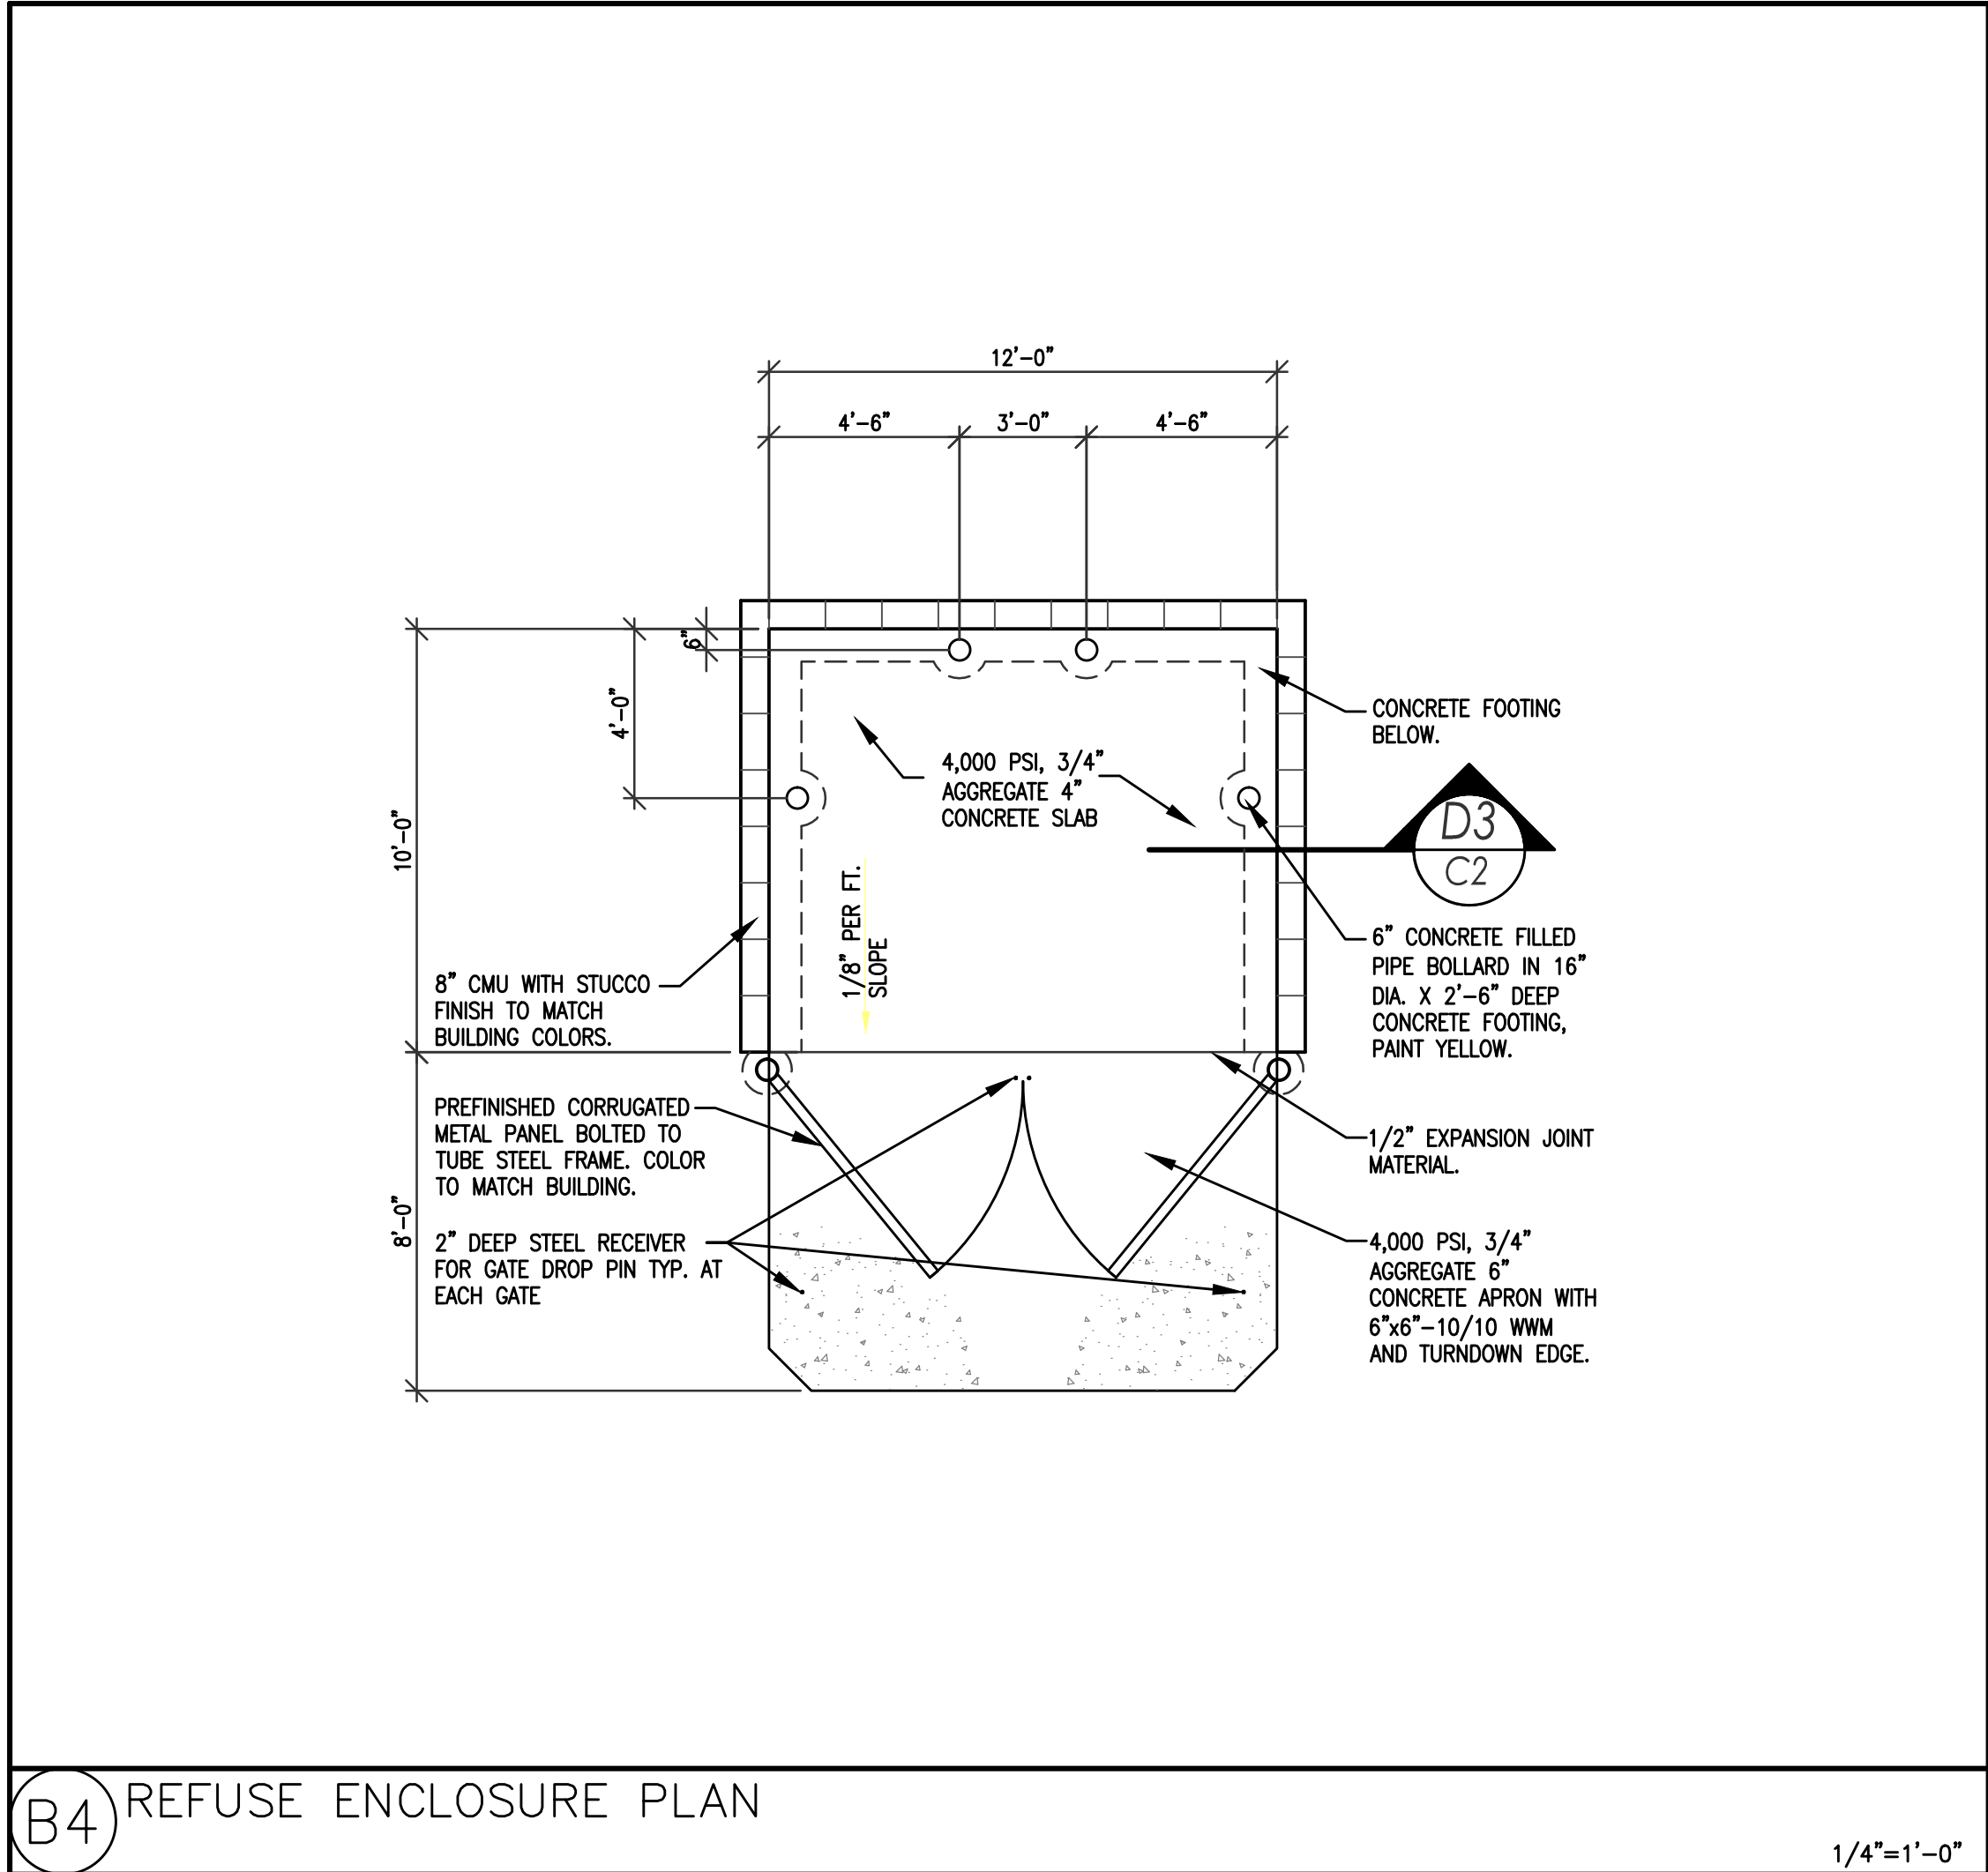 12'-0"
4'-6"
3'-0"
4'-6"
6"
4'-0"
10'-0"
8'-0"
CONCRETE FOOTING
BELOW.
4,000 PSI, 3/4"
AGGREGATE 4"
CONCRETE SLAB
D3
C2
1/8" PER FT.
SLOPE
6" CONCRETE FILLED
PIPE BOLLARD IN 16"
DIA. X 2'-6" DEEP
CONCRETE FOOTING,
PAINT YELLOW.
8" CMU WITH STUCCO
FINISH TO MATCH
BUILDING COLORS.
PREFINISHED CORRUGATED
METAL PANEL BOLTED TO
TUBE STEEL FRAME. COLOR
TO MATCH BUILDING.
1/2" EXPANSION JOINT
MATERIAL.
2" DEEP STEEL RECEIVER
FOR GATE DROP PIN TYP. AT
EACH GATE
4,000 PSI, 3/4"
AGGREGATE 6"
CONCRETE APRON WITH
6"x6"-10/10 WWM
AND TURNDOWN EDGE.
B4
REFUSE ENCLOSURE PLAN
1/4"=1'-0"